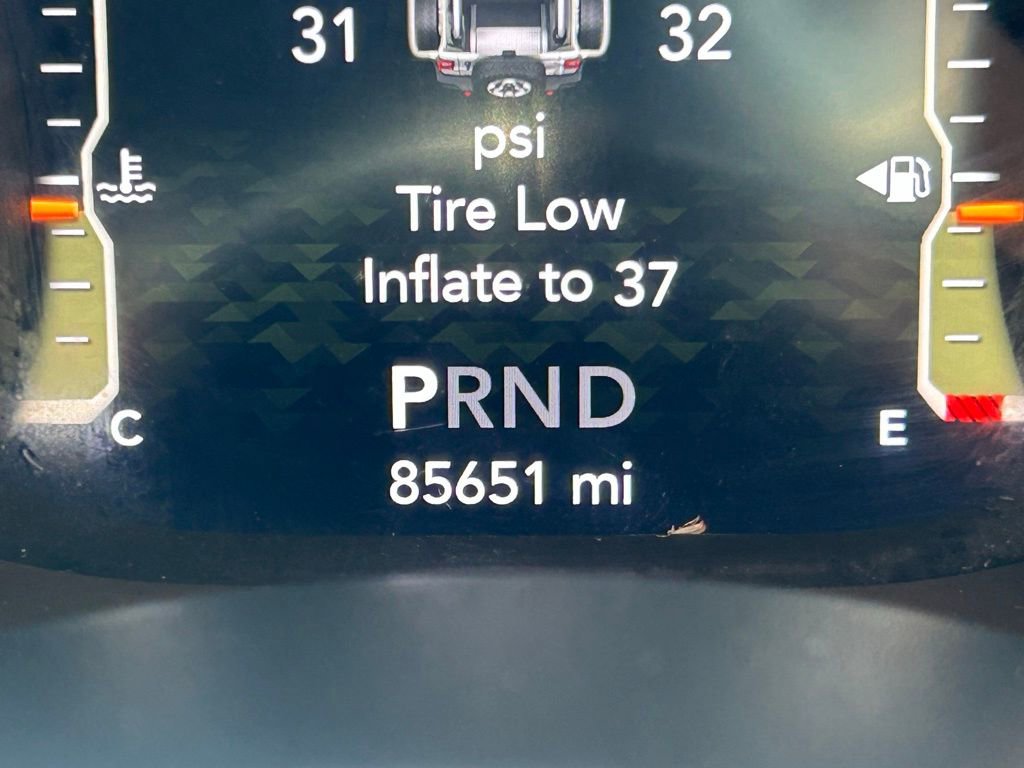 31 32
psi
Tire Low
Inflate to 37
PRND
C E
85651 mi